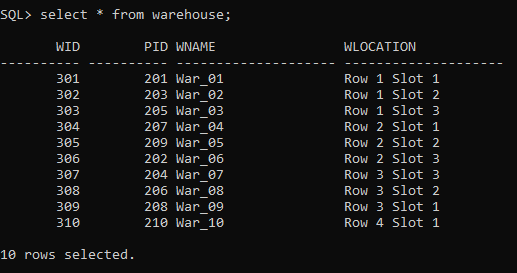 SQL> select * from warehouse;
       WID        PID WNAME                WLOCATION
---------- ---------- -------------------- --------------------
       301        201 War_01               Row 1 Slot 1
       302        203 War_02               Row 1 Slot 2
       303        205 War_03               Row 1 Slot 3
       304        207 War_04               Row 2 Slot 1
       305        209 War_05               Row 2 Slot 2
       306        202 War_06               Row 2 Slot 3
       307        204 War_07               Row 3 Slot 3
       308        206 War_08               Row 3 Slot 2
       309        208 War_09               Row 3 Slot 1
       310        210 War_10               Row 4 Slot 1
10 rows selected.